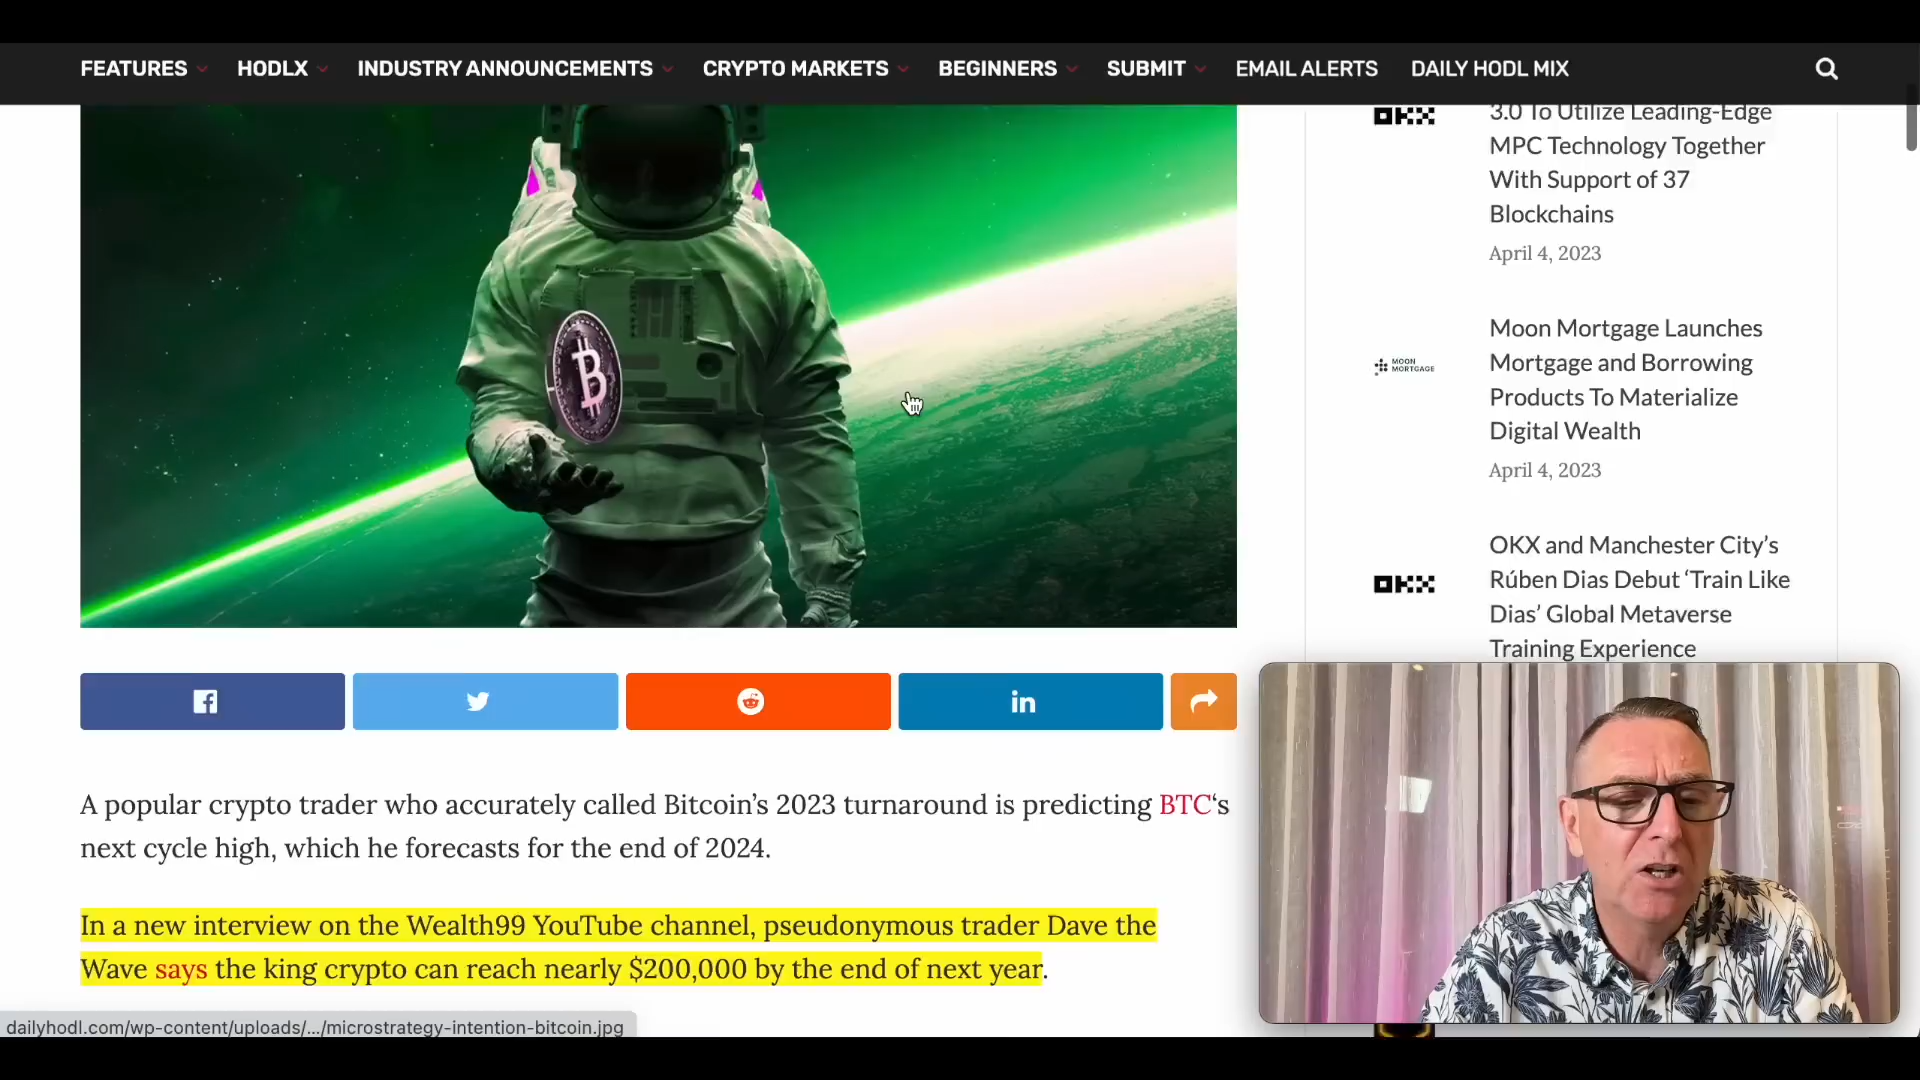 FEATURES HODLX INDUSTRY ANNOUNCEMENTS CRYPTO MARKETS BEGINNERS SUBMIT EMAIL ALERTS DAILY HODL MIX
OKX
3.0 To Utilize Leading-Edge
MPC Technology Together
With Support of 37
Blockchains
April 4, 2023
MOON
MORTGAGE
Moon Mortgage Launches
Mortgage and Borrowing
Products To Materialize
Digital Wealth
April 4, 2023
OKX
OKX and Manchester City’s
Rúben Dias Debut ‘Train Like
Dias’ Global Metaverse
Training Experience
A popular crypto trader who accurately called Bitcoin’s 2023 turnaround is predicting BTC‘s
next cycle high, which he forecasts for the end of 2024.
In a new interview on the Wealth99 YouTube channel, pseudonymous trader Dave the
Wave says the king crypto can reach nearly $200,000 by the end of next year.
dailyhodl.com/wp-content/uploads/.../microstrategy-intention-bitcoin.jpg